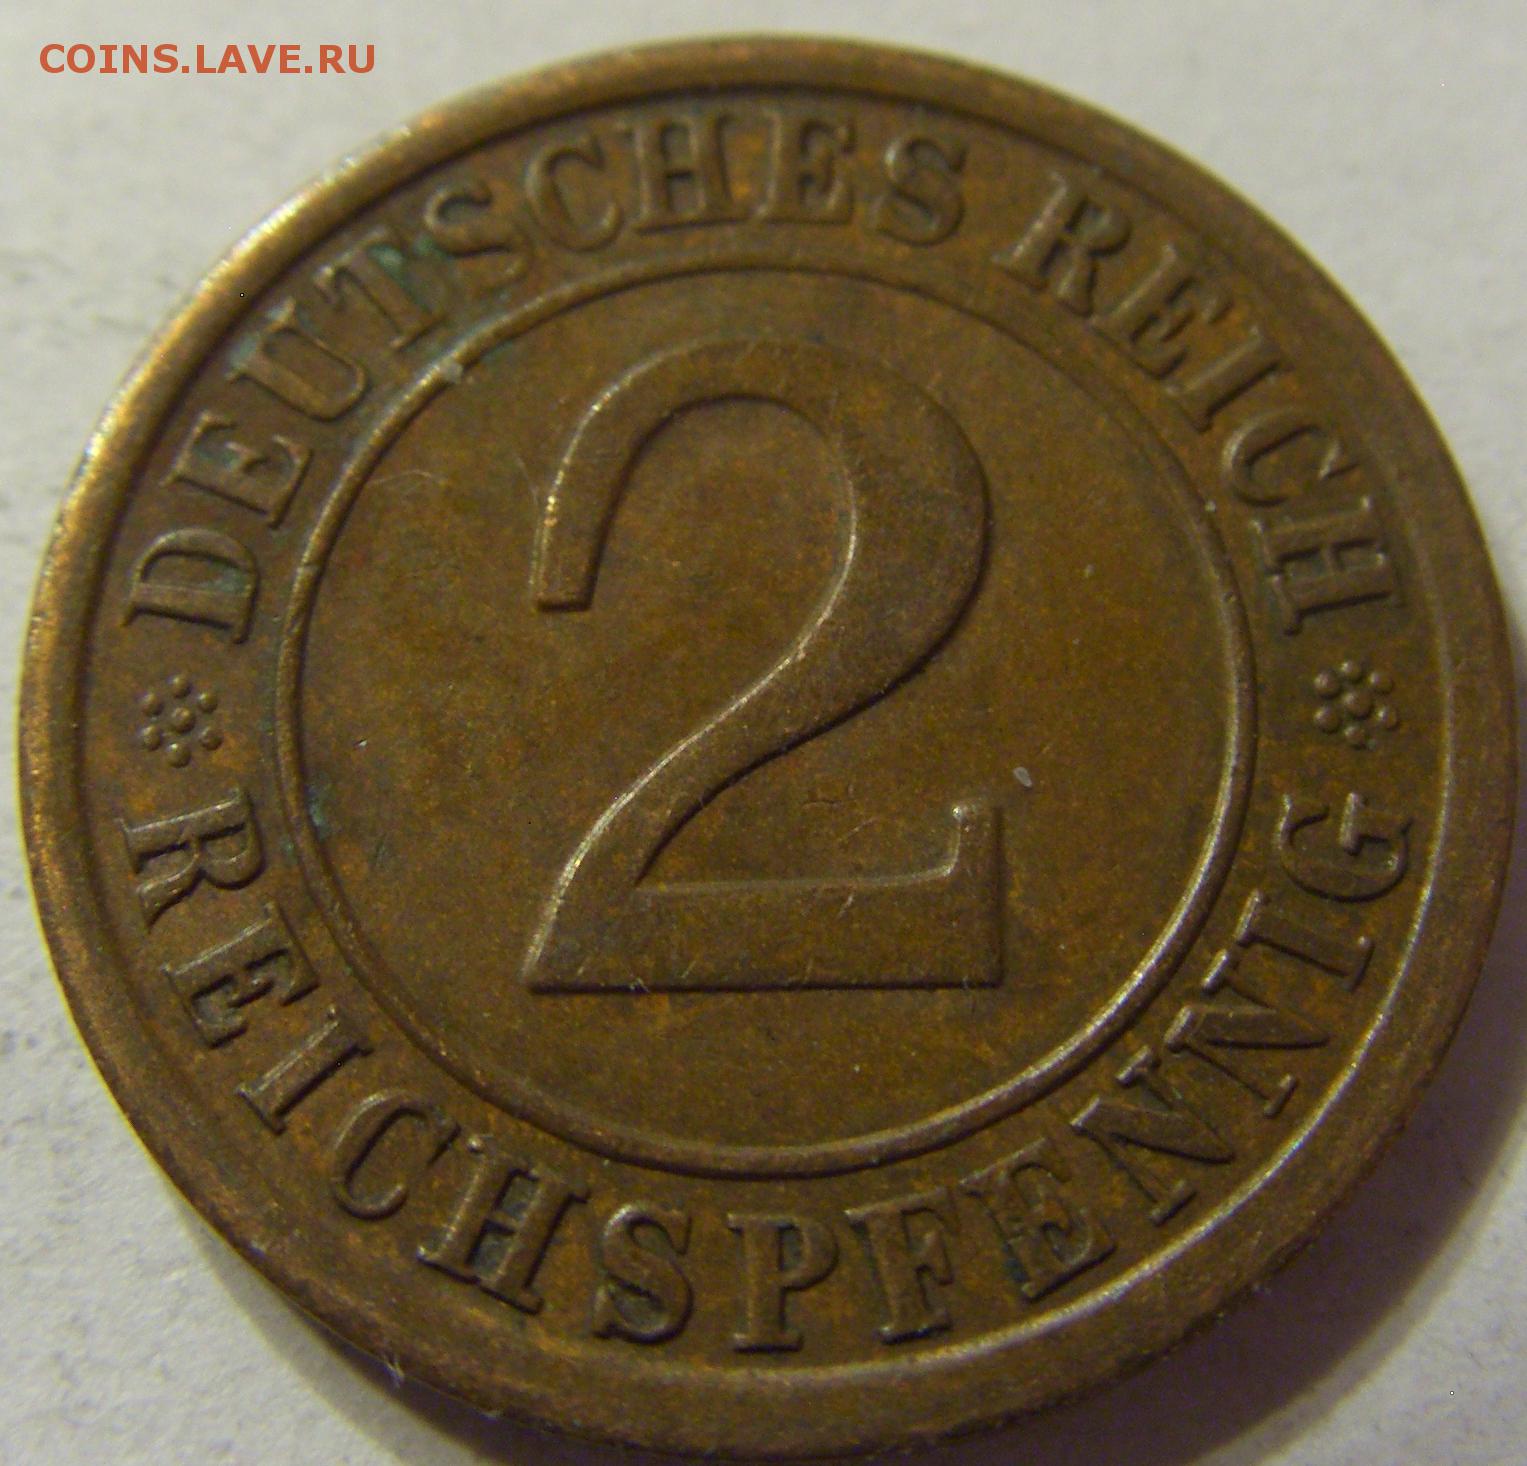 COINS.LAVE.RU
DEUTSCHES REICH
2
REICHSPFENNIG